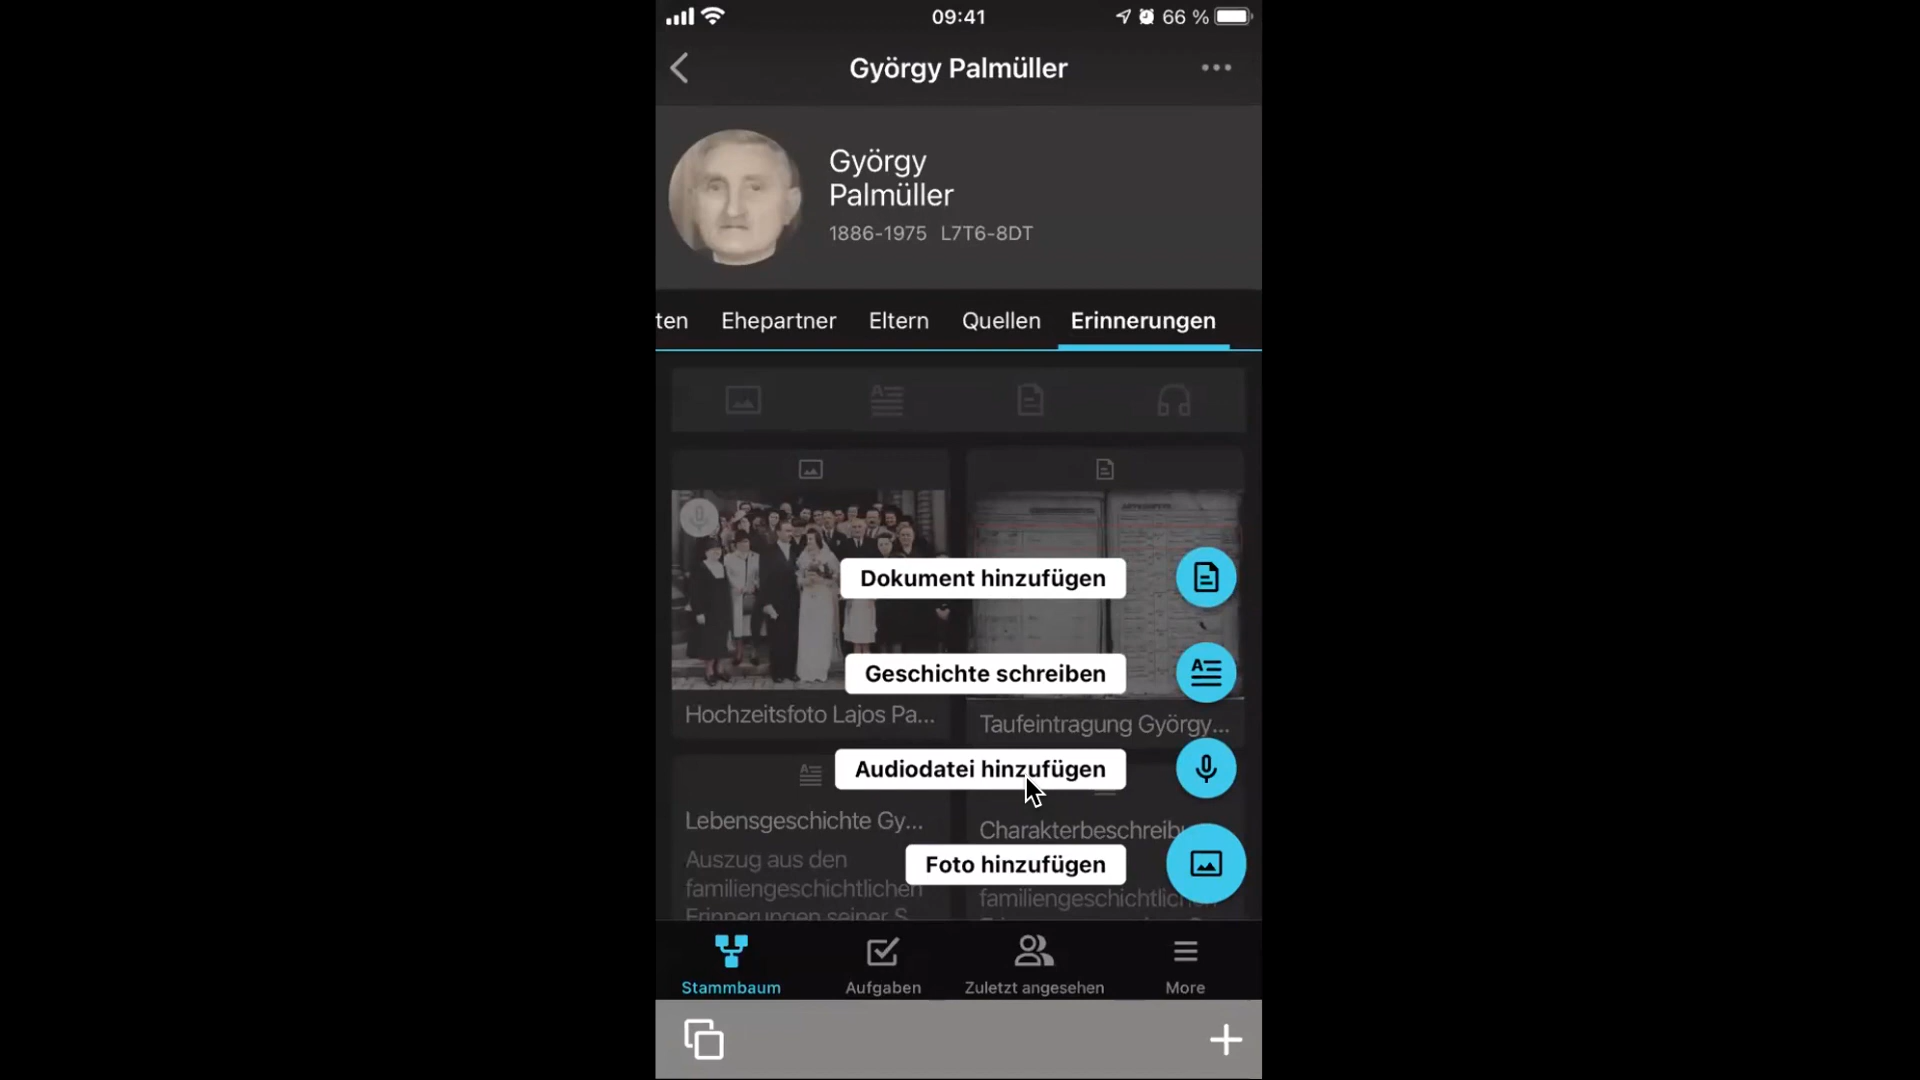 09:41
66 %
György Palmüller
György
Palmüller
1886-1975 L7T6-8DT
ten Ehepartner Eltern Quellen Erinnerungen
Dokument hinzufügen
Geschichte schreiben
Hochzeitsfoto Lajos Pa...
Taufeintragung György...
Audiodatei hinzufügen
Lebensgeschichte Gy...
Charakterbeschreib
Auszug aus den
familiengeschichtlichen
Erinnerungen seiner S
Foto hinzufügen
familiengeschichtlichen
Stammbaum Aufgaben Zuletzt angesehen More